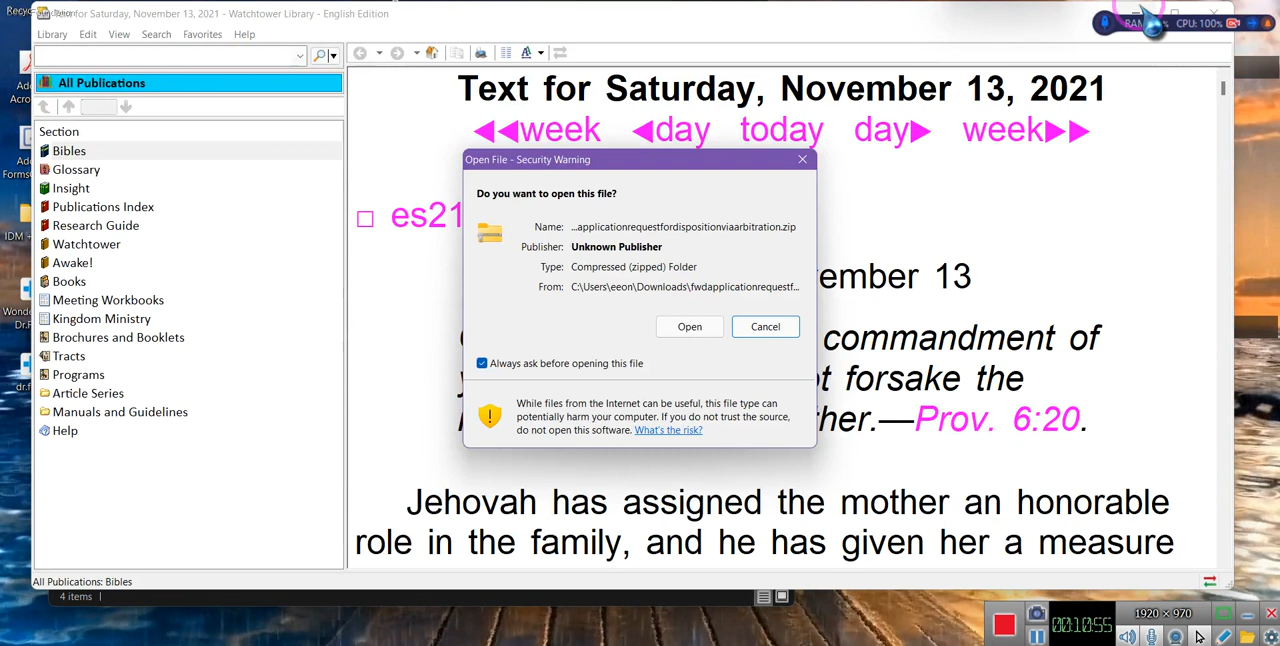 Text for Saturday, November 13, 2021 - Watchtower Library - English Edition
RAM: CPU: 100%
Library Edit View Search Favorites Help
All Publications
Section
Bibles
Glossary
Insight
Publications Index
Research Guide
Watchtower
Awake!
Books
Meeting Workbooks
Kingdom Ministry
Brochures and Booklets
Tracts
Programs
Article Series
Manuals and Guidelines
Help
All Publications: Bibles
4 items
Text for Saturday, November 13, 2021
◀◀week ◀day today day▶ week▶▶
es21
13
commandment of
forsake the
—Prov. 6:20.
Jehovah has assigned the mother an honorable
role in the family, and he has given her a measure
Open File - Security Warning
Do you want to open this file?
Name: ...applicationrequestfordispositionviaarbitration.zip
Publisher: Unknown Publisher
Type: Compressed (zipped) Folder
From: C:\Users\eeon\Downloads\fwdapplicationrequestf...
Open Cancel
Always ask before opening this file
While files from the Internet can be useful, this file type can
potentially harm your computer. If you do not trust the source,
do not open this software. What's the risk?
1920 × 970
00:10:55